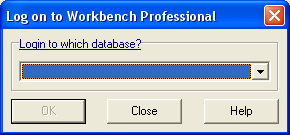 Log on to Workbench Professional
Login to which database?
OK Close Help